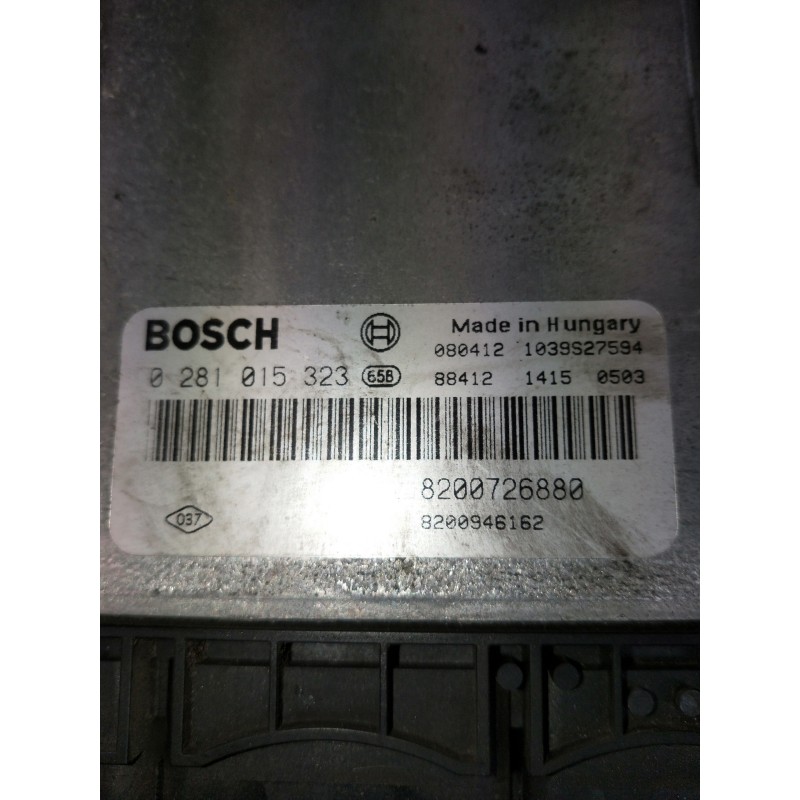 BOSCH
Made in Hungary
080412 1039S27594
0 281 015 323 65B
88412 1415 0503
8200726880
037
8200946162